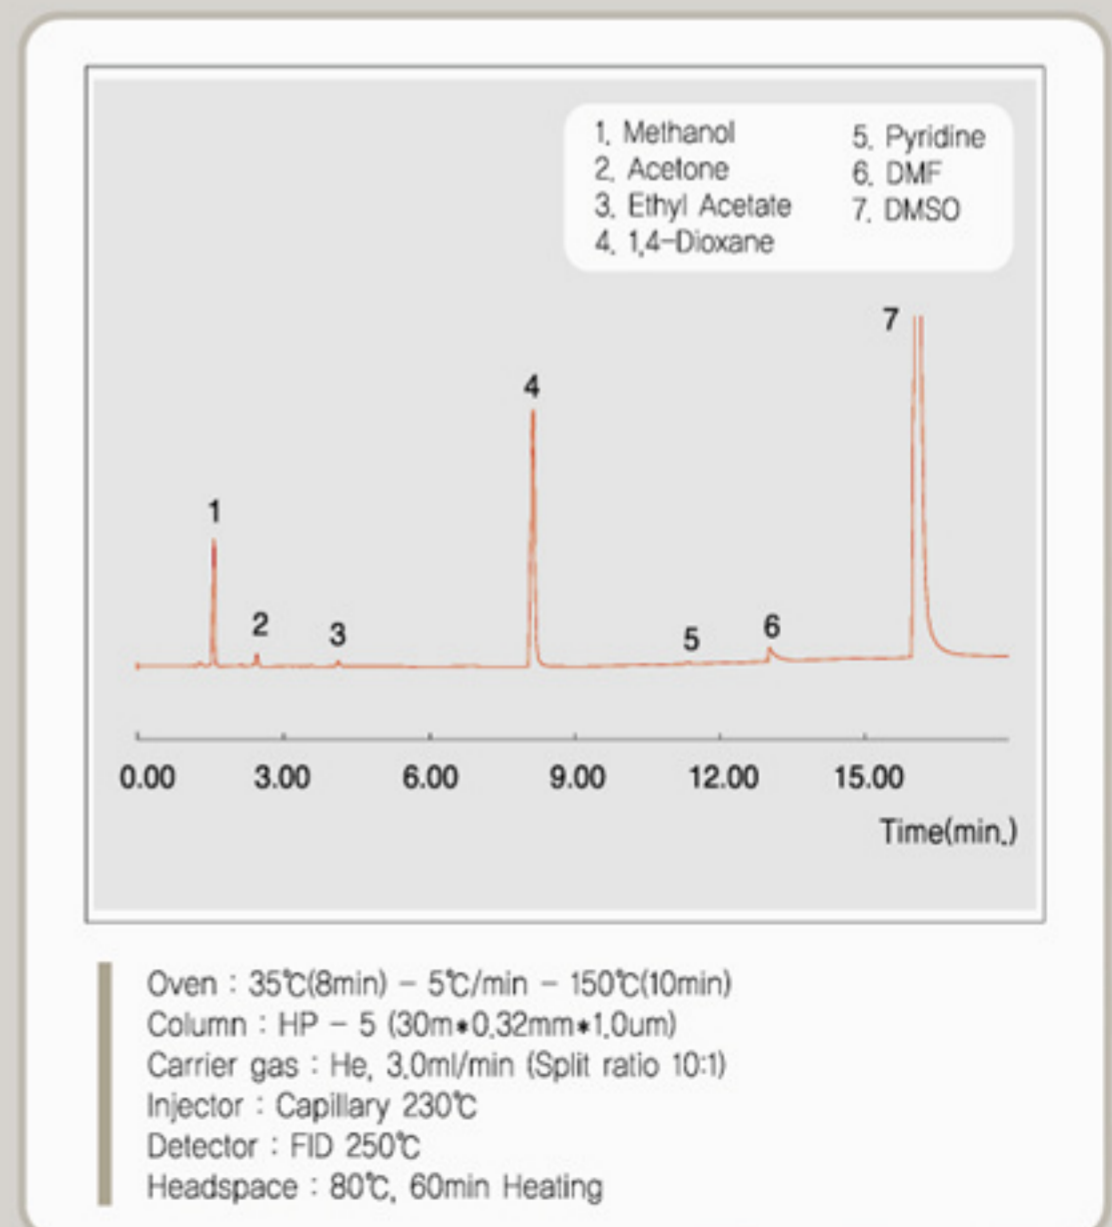 1. Methanol
2. Acetone
3. Ethyl Acetate
4. 1,4-Dioxane
5. Pyridine
6. DMF
7. DMSO
7
4
1
2
3
5
6
0.00 3.00 6.00 9.00 12.00 15.00
Time(min.)
Oven : 35℃(8min) - 5℃/min - 150℃(10min)
Column : HP - 5 (30m*0.32mm*1.0um)
Carrier gas : He, 3.0ml/min (Split ratio 10:1)
Injector : Capillary 230℃
Detector : FID 250℃
Headspace : 80℃, 60min Heating